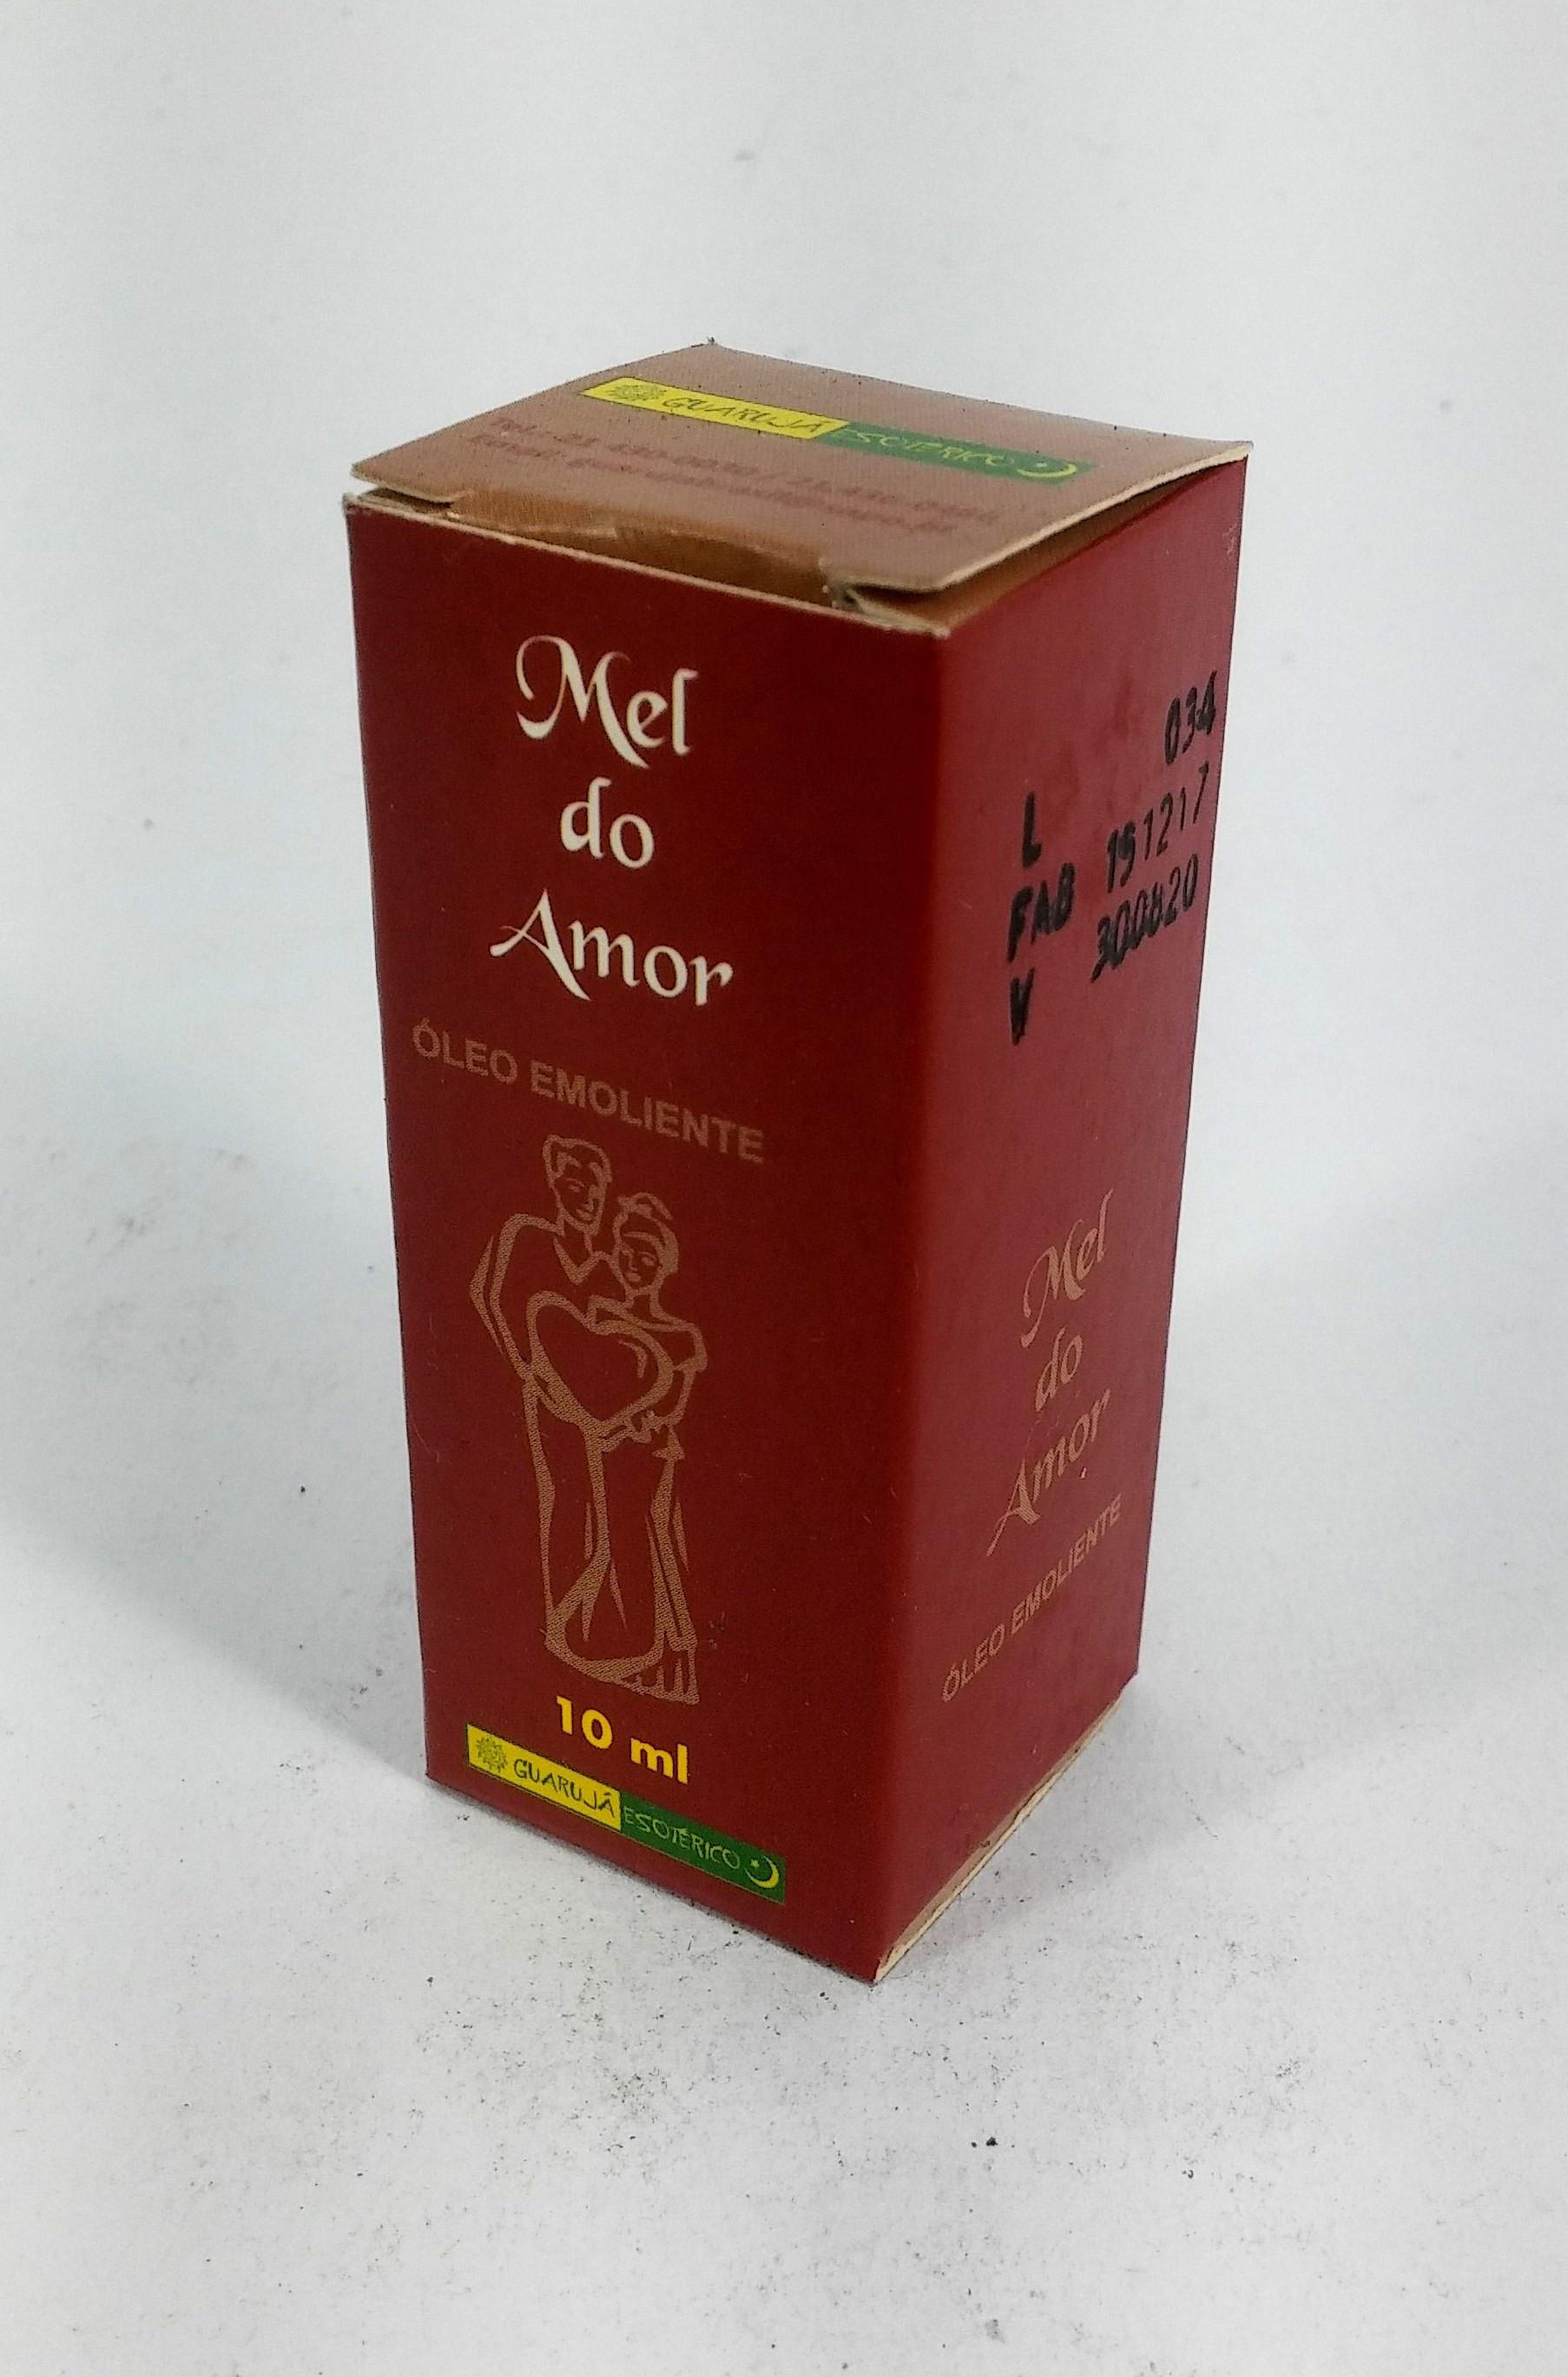 GUARUJÁ ESOTÉRICO
Mel
do
Amor
ÓLEO EMOLIENTE
10 ml
GUARUJÁ ESOTÉRICO
L 034
FAB 191217
V 300820
Mel
do
Amor
ÓLEO EMOLIENTE